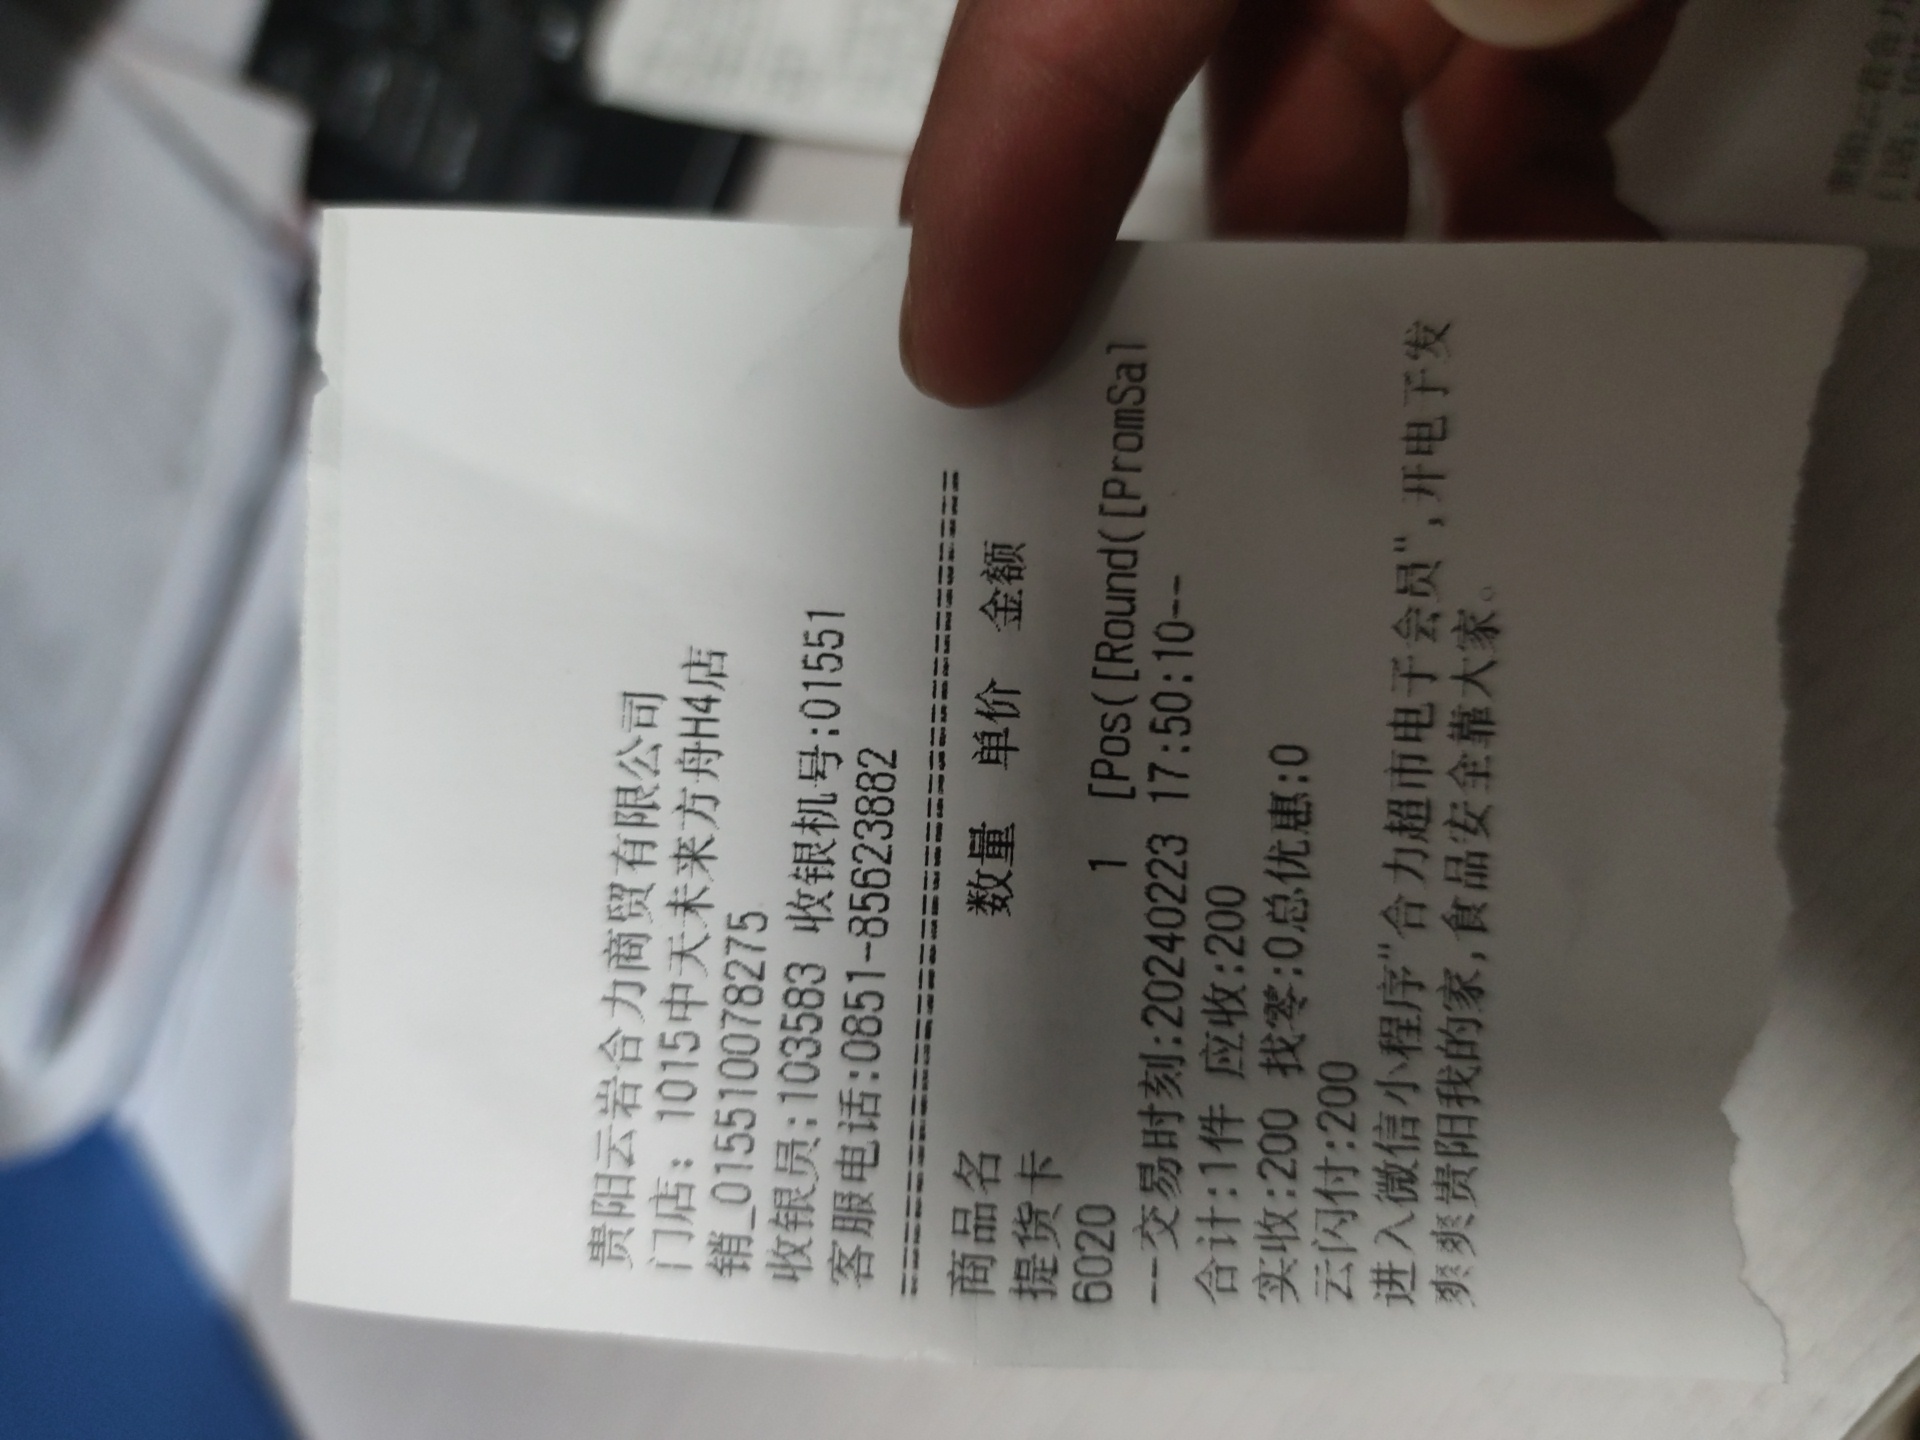 贵阳云岩合力商贸有限公司
门店: 1015中天未来方舟H4店
销_015510078275
收银员:103583 收银机号:01551
客服电话:0851-85623882
商品名 数量 单价 金额
提货卡
6020 1 [Pos([Round([PromSal
--交易时刻:20240223 17:50:10--
合计:1件 应收:200
实收:200 找零:0总优惠:0
云闪付:200
进入微信小程序"合力超市电子会员",开电子发
爽爽贵阳我的家,食品安全靠大家。